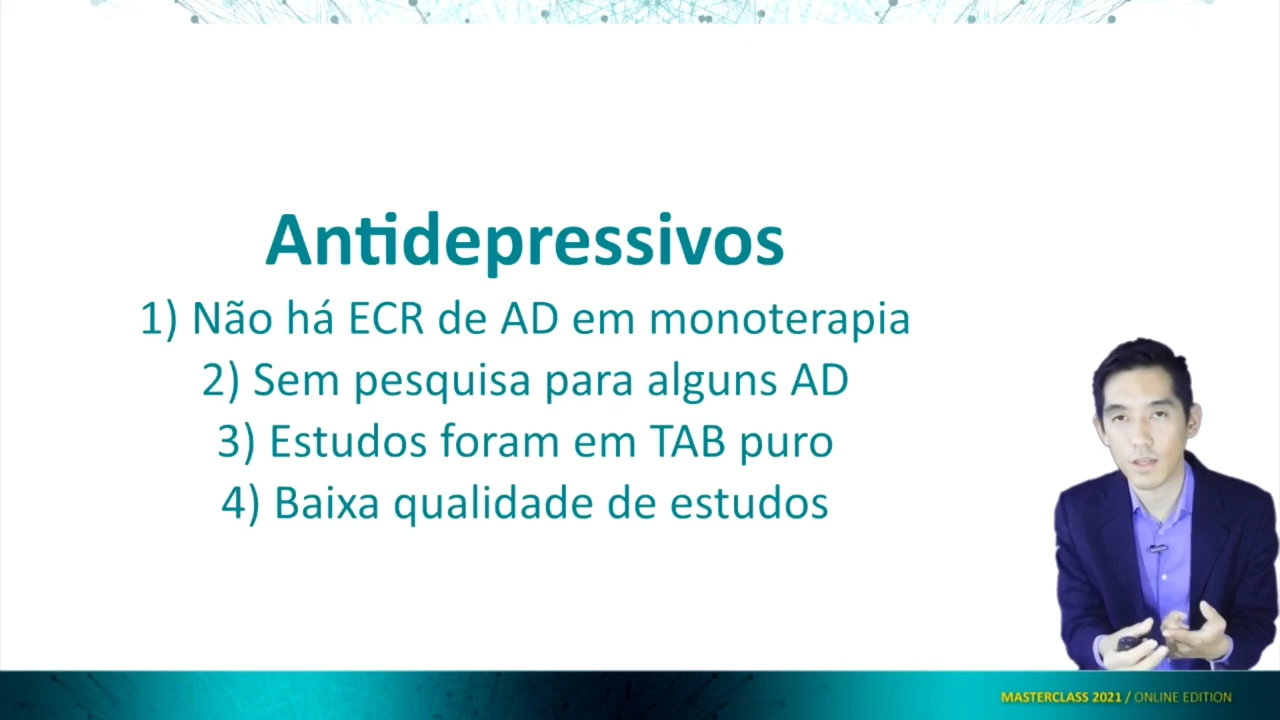 Antidepressivos
1) Não há ECR de AD em monoterapia
2) Sem pesquisa para alguns AD
3) Estudos foram em TAB puro
4) Baixa qualidade de estudos
MASTERCLASS 2021 / ONLINE EDITION